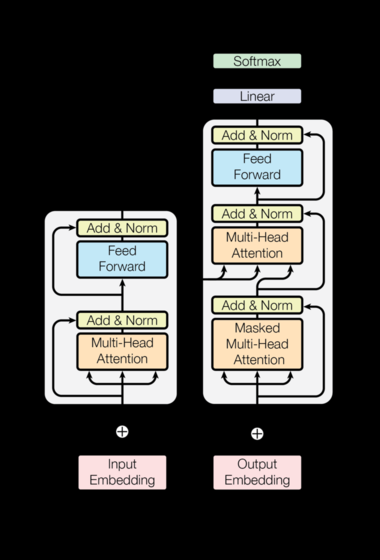 Softmax
Linear
Add & Norm
Feed
Forward
Add & Norm
Multi-Head
Attention
Add & Norm
Masked
Multi-Head
Attention
Output
Embedding
Add & Norm
Feed
Forward
Add & Norm
Multi-Head
Attention
Input
Embedding